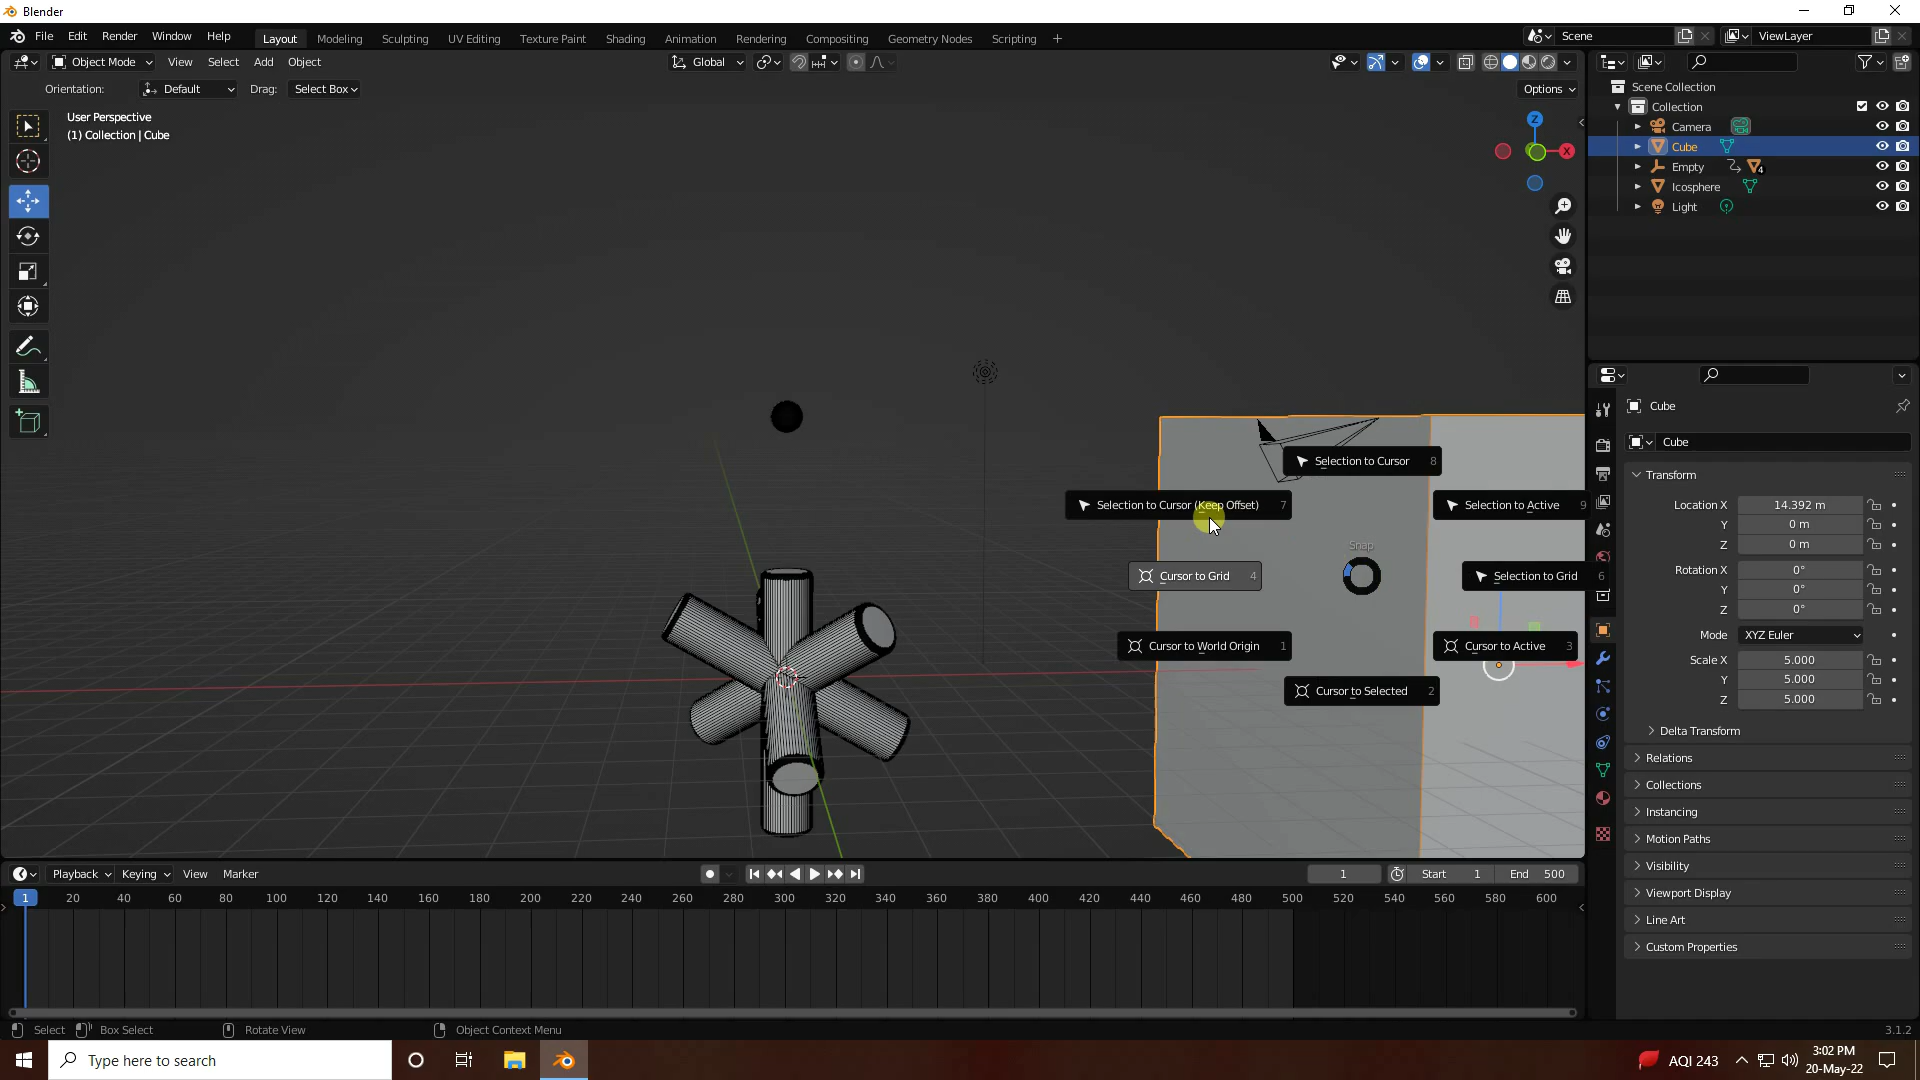 Blender
File Edit Render Window Help
Layout Modeling Sculpting UV Editing Texture Paint Shading Animation Rendering Compositing Geometry Nodes Scripting +
Scene
ViewLayer
Object Mode View Select Add Object
Global
Orientation: Default Drag: Select Box
Options
User Perspective
(1) Collection | Cube
Z
X
Scene Collection
Collection
Camera
Cube
Empty 4
Icosphere
Light
Selection to Cursor 8
Selection to Cursor (Keep Offset) 7
Selection to Active 9
Snap
Cursor to Grid 4
Selection to Grid 6
Cursor to World Origin 1
Cursor to Active 3
Cursor to Selected 2
Cube
Cube
Transform
Location X 14.392 m
Y 0 m
Z 0 m
Rotation X 0°
Y 0°
Z 0°
Mode XYZ Euler
Scale X 5.000
Y 5.000
Z 5.000
Delta Transform
Relations
Collections
Instancing
Motion Paths
Visibility
Viewport Display
Line Art
Custom Properties
Playback Keying View Marker
1 Start 1 End 500
1 20 40 60 80 100 120 140 160 180 200 220 240 260 280 300 320 340 360 380 400 420 440 460 480 500 520 540 560 580 600
Select Box Select Rotate View Object Context Menu
3.1.2
Type here to search
AQI 243
3:02 PM
20-May-22